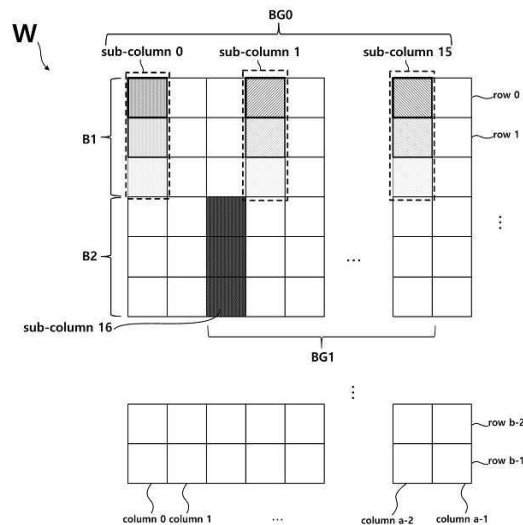 W
BG0
sub-column 0
sub-column 1
sub-column 15
row 0
B1
row 1
⋮
B2
...
sub-column 16
BG1
⋮
row b-2
row b-1
column 0 column 1
...
column a-2
column a-1